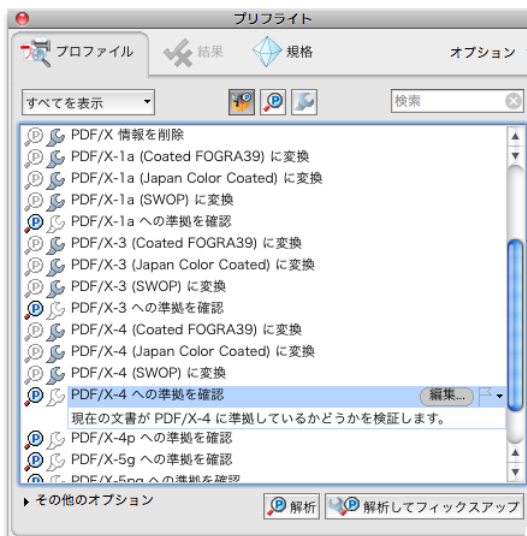 プリフライト
プロファイル 結果 規格 オプション
すべてを表示 検索
PDF/X 情報を削除
PDF/X-1a (Coated FOGRA39) に変換
PDF/X-1a (Japan Color Coated) に変換
PDF/X-1a (SWOP) に変換
PDF/X-1a への準拠を確認
PDF/X-3 (Coated FOGRA39) に変換
PDF/X-3 (Japan Color Coated) に変換
PDF/X-3 (SWOP) に変換
PDF/X-3 への準拠を確認
PDF/X-4 (Coated FOGRA39) に変換
PDF/X-4 (Japan Color Coated) に変換
PDF/X-4 (SWOP) に変換
PDF/X-4 への準拠を確認 編集...
現在の文書が PDF/X-4 に準拠しているかどうかを検証します。
PDF/X-4p への準拠を確認
PDF/X-5g への準拠を確認
PDF/X-5pg への準拠を確認
その他のオプション 解析 解析してフィックスアップ